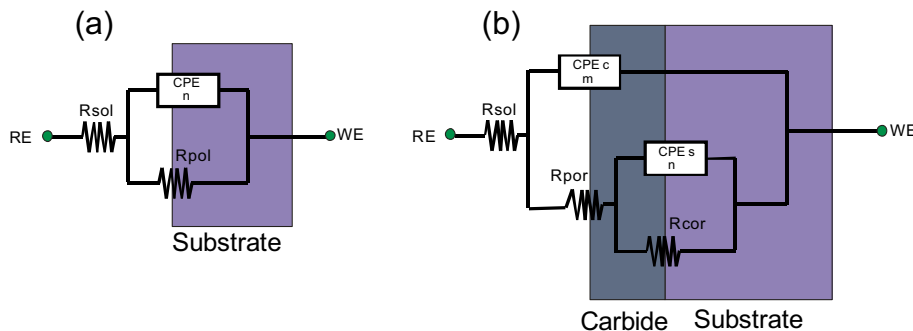 (a)
CPE
n
Rsol
RE
WE
Rpol
Substrate
(b)
CPE c
m
Rsol
RE
WE
CPE s
n
Rpor
Rcor
Carbide
Substrate